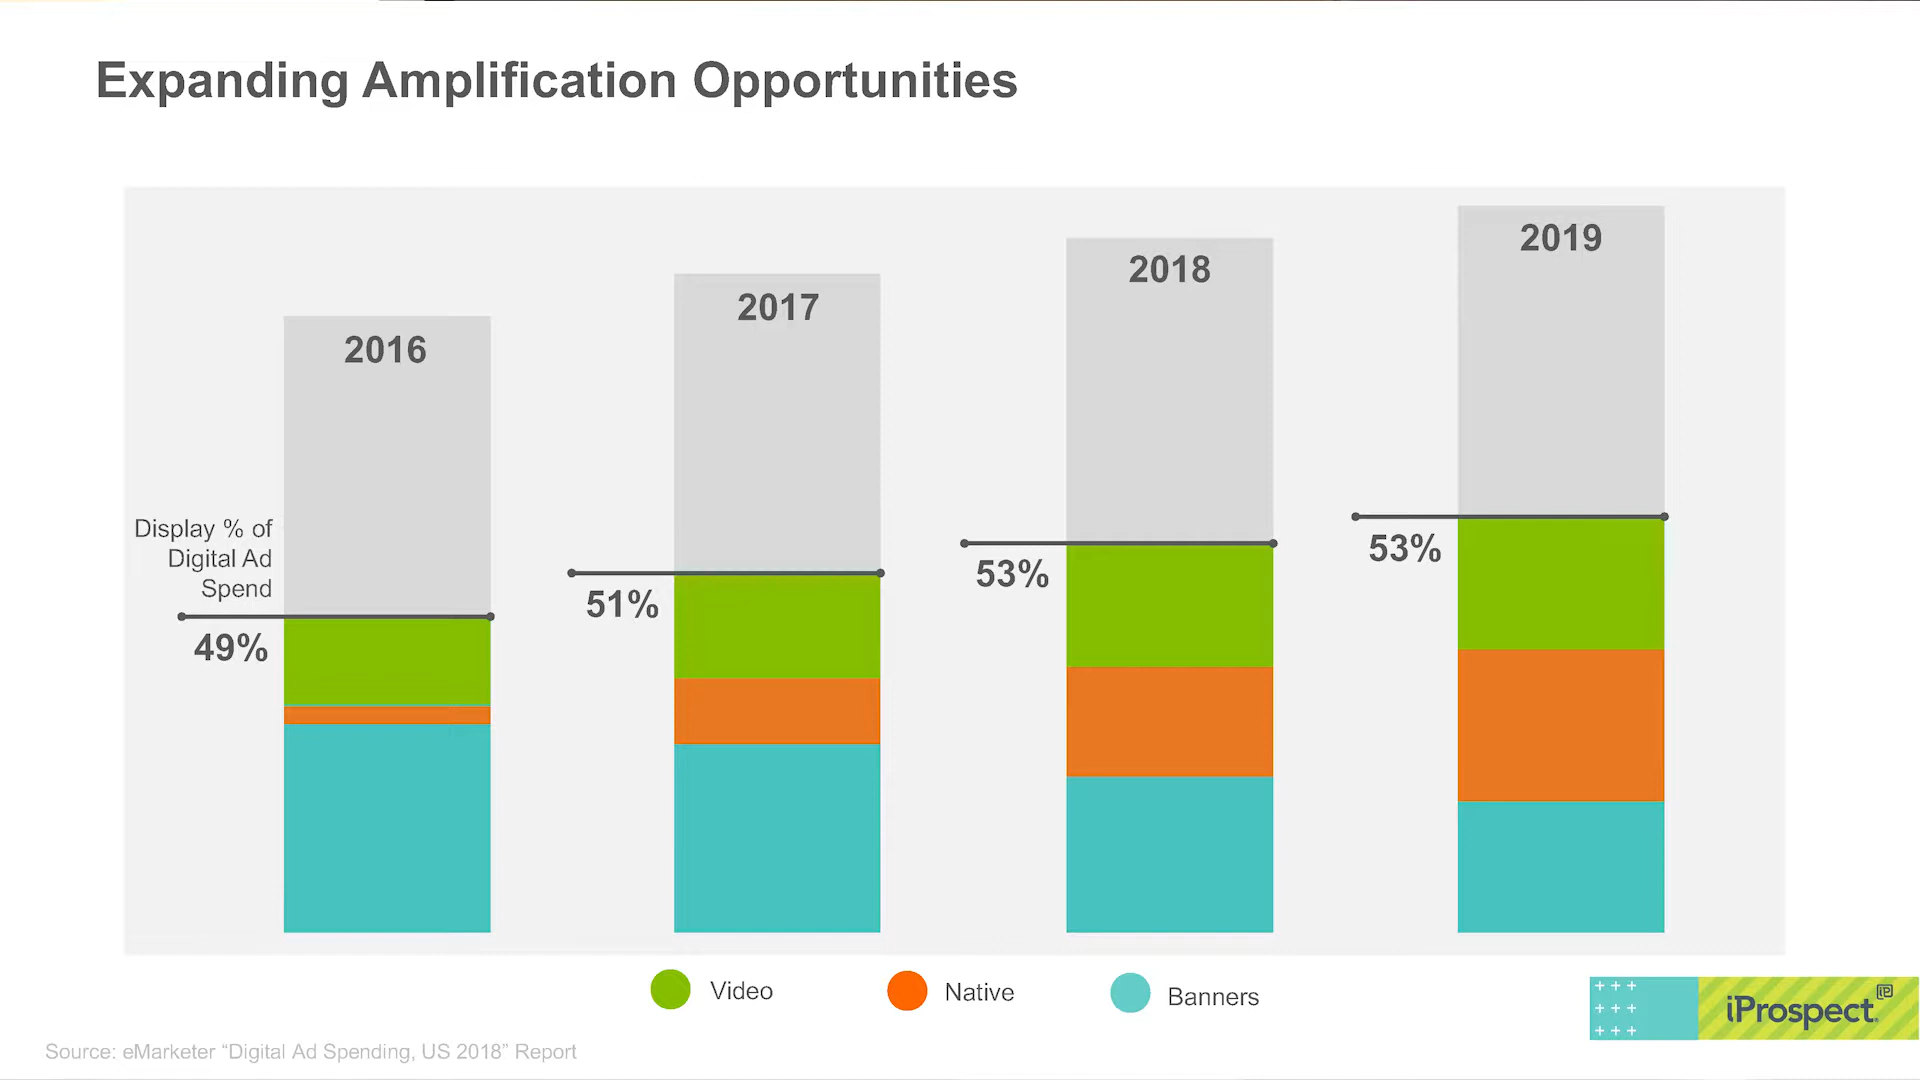 Expanding Amplification Opportunities
2016
2017
2018
2019
Display % of
Digital Ad
Spend
49%
51%
53%
53%
Video
Native
Banners
iProspect
Source: eMarketer “Digital Ad Spending, US 2018” Report